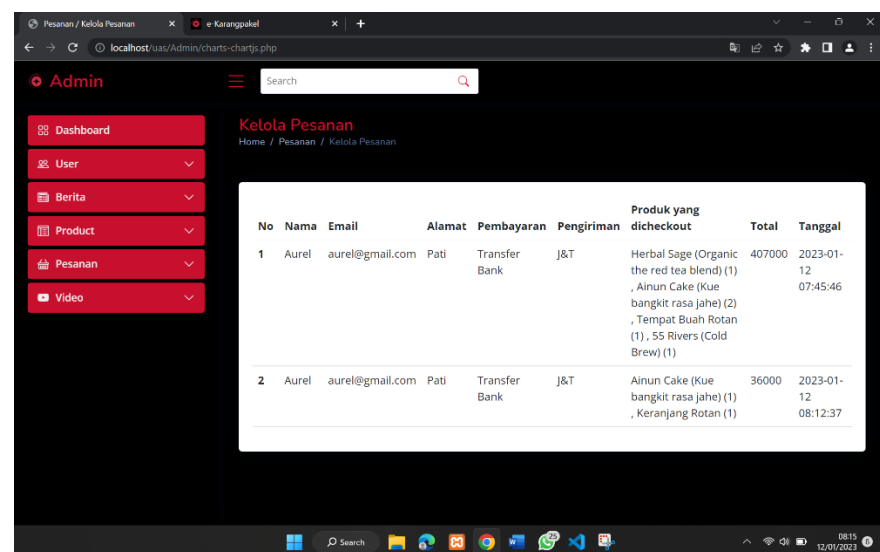 Pesanan / Kelola Pesanan
e-Karangpakel
localhost/uas/Admin/charts-chartjs.php
Admin
Search
Dashboard
User
Berita
Product
Pesanan
Video
Kelola Pesanan
Home / Pesanan / Kelola Pesanan
No Nama Email Alamat Pembayaran Pengiriman Produk yang dicheckout Total Tanggal
1 Aurel aurel@gmail.com Pati Transfer J&T Herbal Sage (Organic 407000 2023-01-
Bank the red tea blend) (1) 12
, Ainun Cake (Kue 07:45:46
bangkit rasa jahe) (2)
, Tempat Buah Rotan
(1) , 55 Rivers (Cold
Brew) (1)
2 Aurel aurel@gmail.com Pati Transfer J&T Ainun Cake (Kue 36000 2023-01-
Bank bangkit rasa jahe) (1) 12
, Keranjang Rotan (1) 08:12:37
Search
25
08:15
12/01/2023